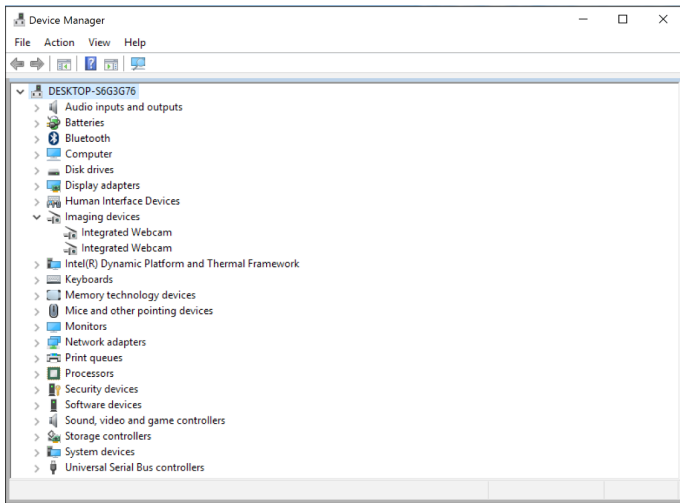 Device Manager
File Action View Help
DESKTOP-S6G3G76
Audio inputs and outputs
Batteries
Bluetooth
Computer
Disk drives
Display adapters
Human Interface Devices
Imaging devices
Integrated Webcam
Integrated Webcam
Intel(R) Dynamic Platform and Thermal Framework
Keyboards
Memory technology devices
Mice and other pointing devices
Monitors
Network adapters
Print queues
Processors
Security devices
Software devices
Sound, video and game controllers
Storage controllers
System devices
Universal Serial Bus controllers